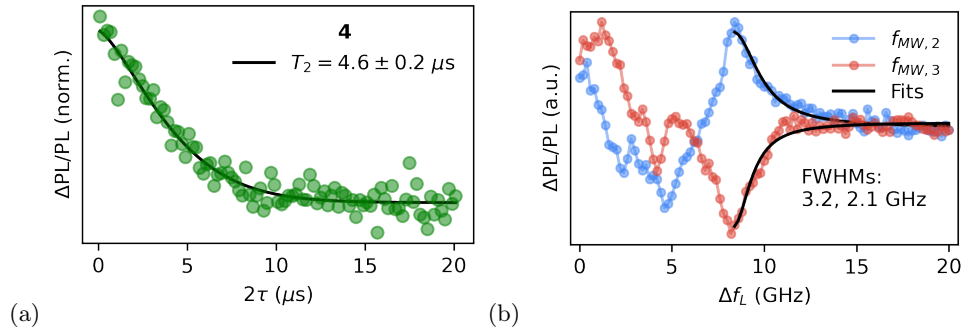 ΔPL/PL (norm.)
4
T₂ = 4.6 ± 0.2 μs
0 5 10 15 20
2τ (μs)
(a)
ΔPL/PL (a.u.)
f_MW, 2
f_MW, 3
Fits
FWHMs:
3.2, 2.1 GHz
0 5 10 15 20
Δf_L (GHz)
(b)